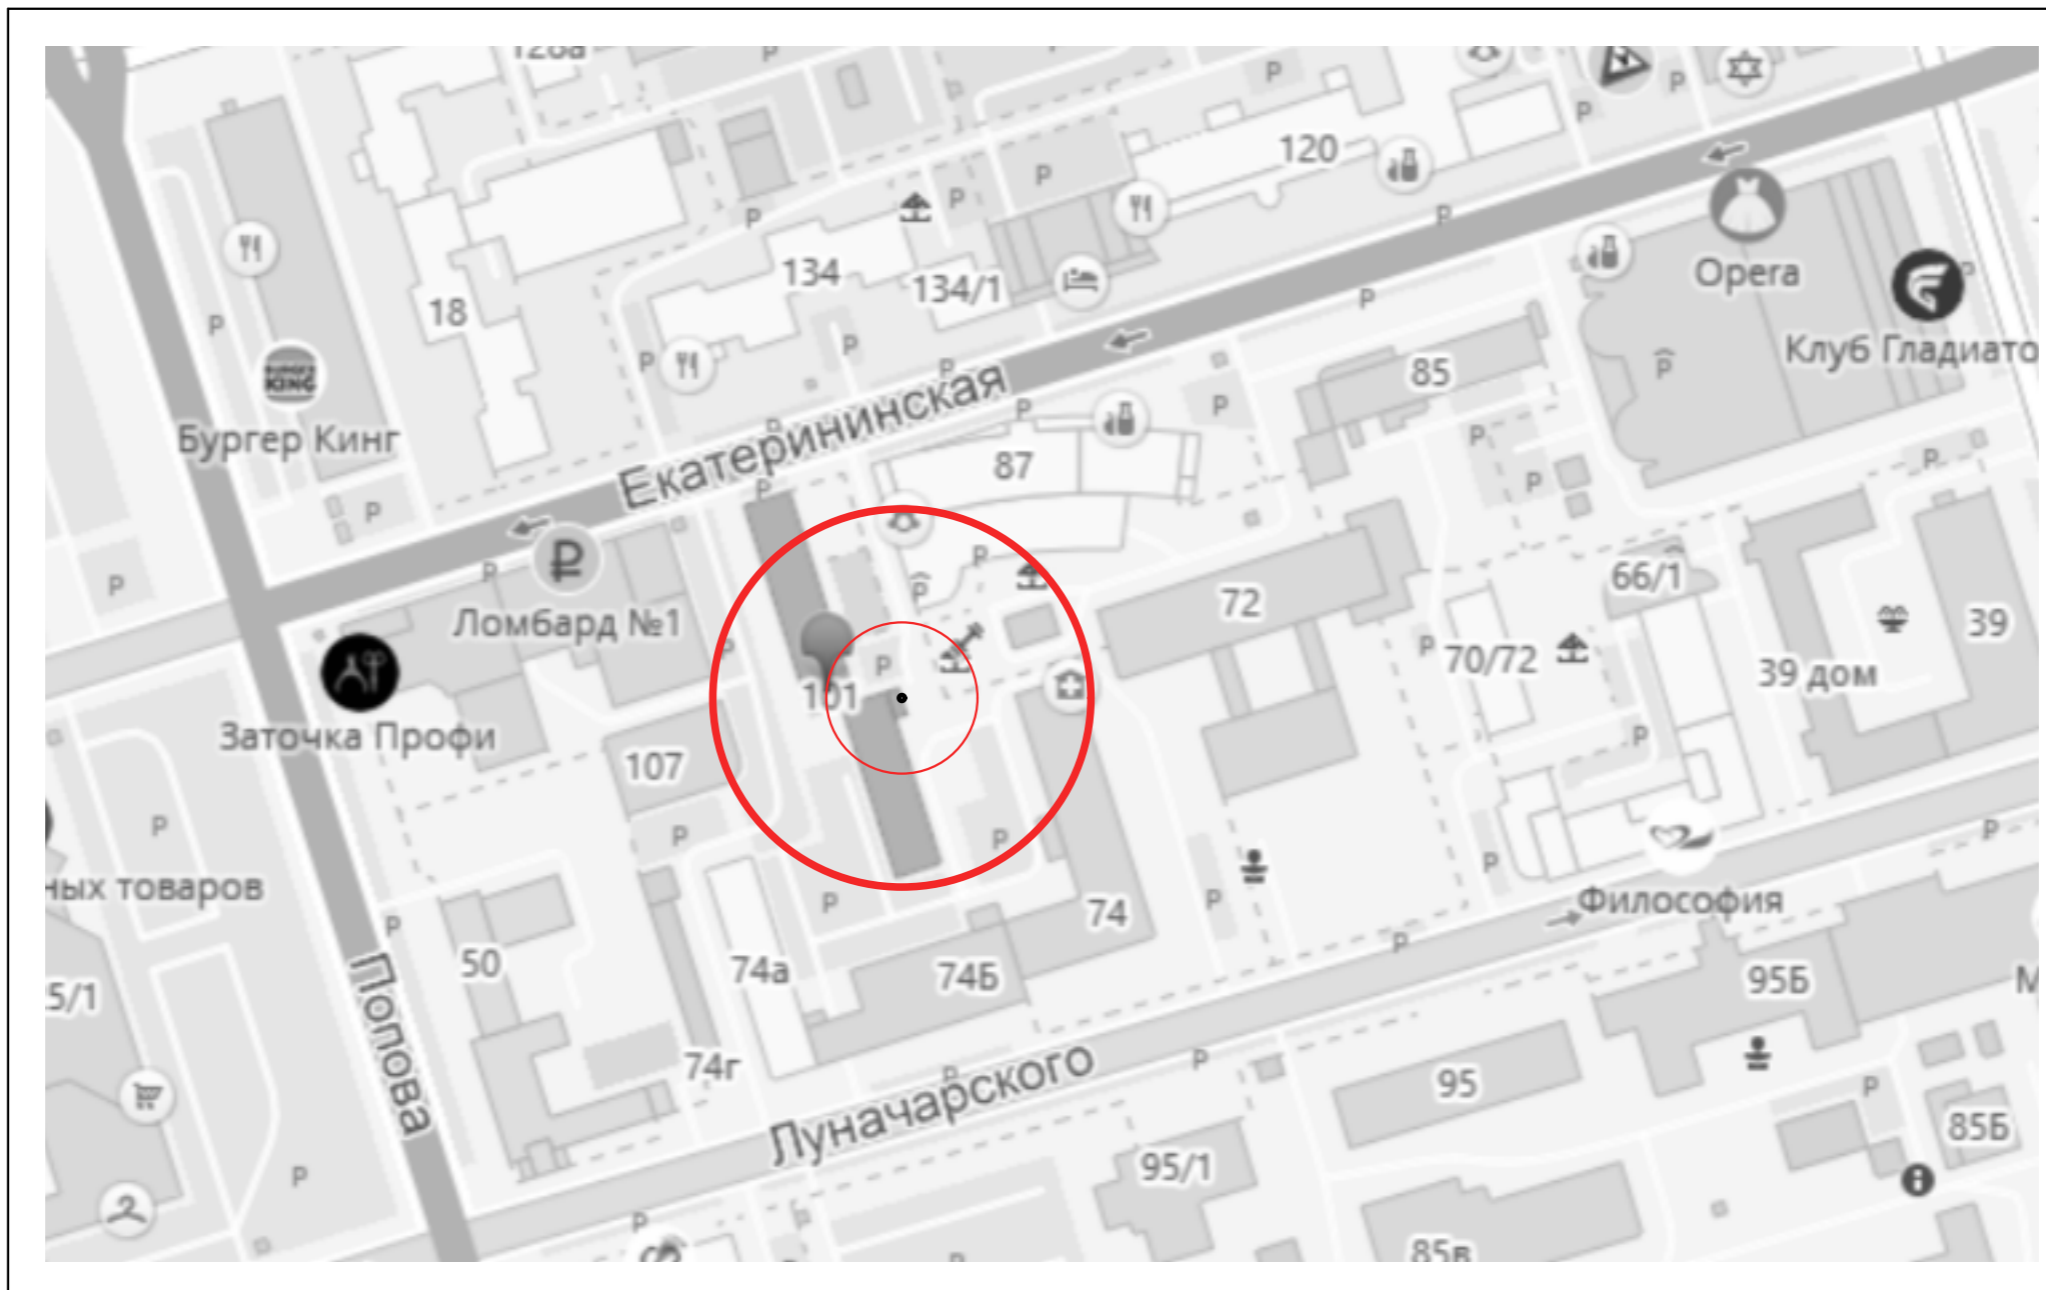 P
P
P
120
134
134/1
Opera
18
P
P
P
P
P
P
P
Клуб Гладиато
BURGER
KING
85
Бургер Кинг
Екатерининская
P
P
P
P
87
P
P
P
P
P
P
P
P
₽
Ломбард №1
72
66/1
39
70/72
39 дом
P
P
P
101
Заточка Профи
107
P
P
P
P
P
P
ных товаров
Философия
P
P
P
74
50
74а
74Б
95Б
5/1
Попова
74г
Луначарского
P
P
P
95
85Б
95/1
P
P
85в